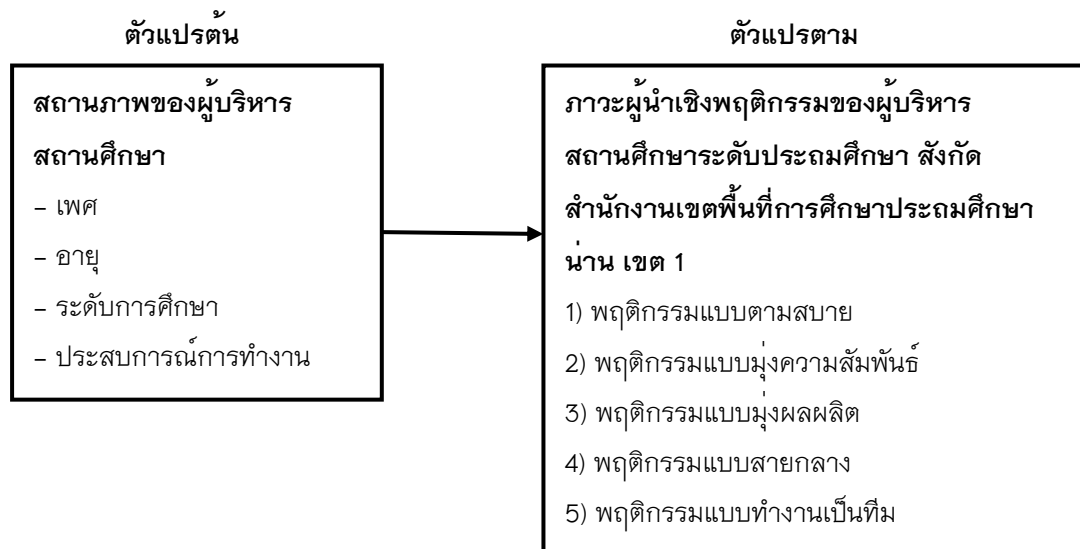 ตัวแปรต้น
สถานภาพของผู้บริหาร
สถานศึกษา
– เพศ
– อายุ
– ระดับการศึกษา
– ประสบการณ์การทำงาน
ตัวแปรตาม
ภาวะผู้นำเชิงพฤติกรรมของผู้บริหาร
สถานศึกษาระดับประถมศึกษา สังกัด
สำนักงานเขตพื้นที่การศึกษาประถมศึกษา
น่าน เขต 1
1) พฤติกรรมแบบตามสบาย
2) พฤติกรรมแบบมุ่งความสัมพันธ์
3) พฤติกรรมแบบมุ่งผลผลิต
4) พฤติกรรมแบบสายกลาง
5) พฤติกรรมแบบทำงานเป็นทีม